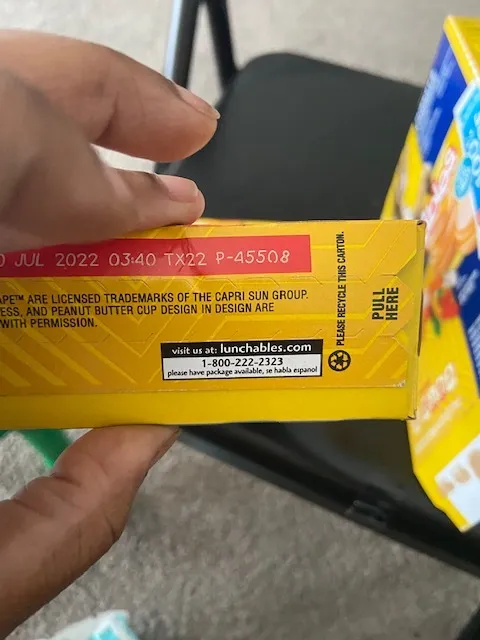 JUL 2022 03:40 TX22 P-45508
APE™ ARE LICENSED TRADEMARKS OF THE CAPRI SUN GROUP.
ESS, AND PEANUT BUTTER CUP DESIGN IN DESIGN ARE
WITH PERMISSION.
visit us at: lunchables.com
1-800-222-2323
please have package available, se habla espanol
PLEASE RECYCLE THIS CARTON.
PULL
HERE